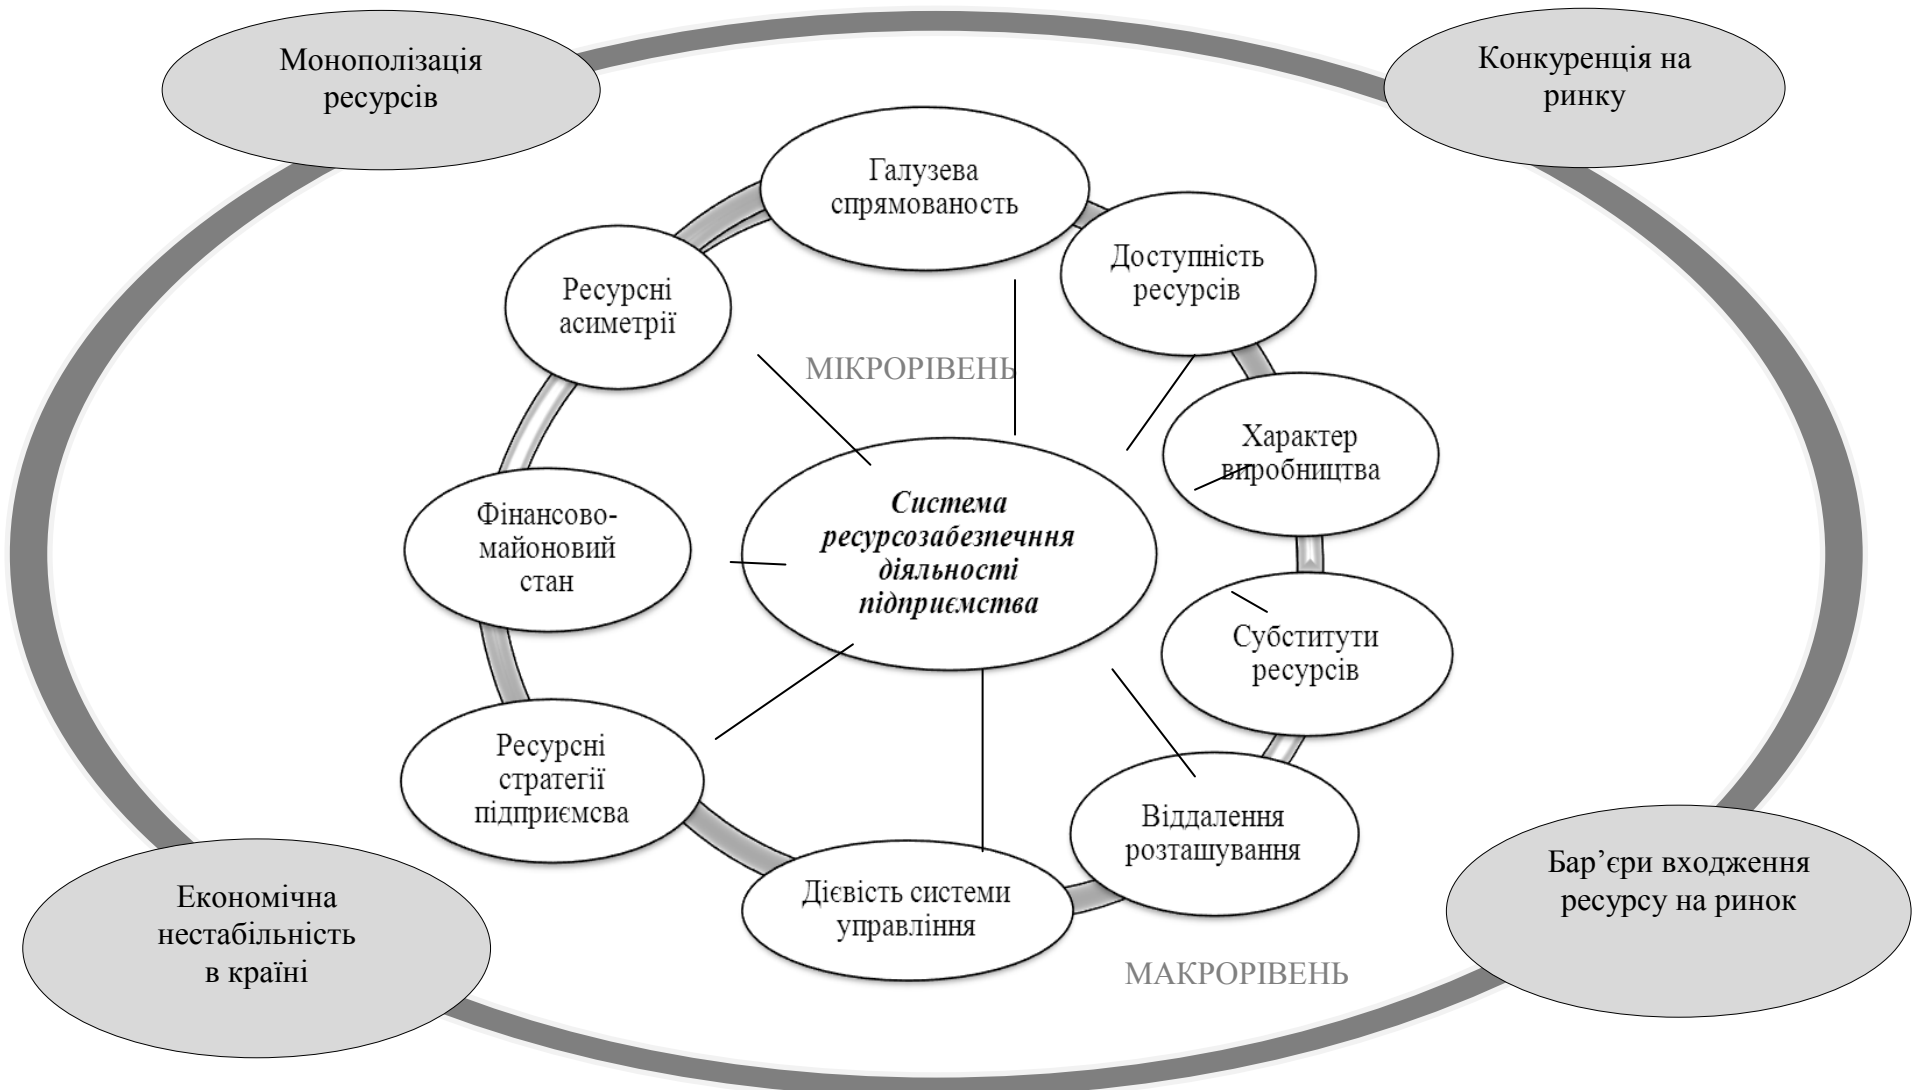 Монополізація
ресурсів
Конкуренція на
ринку
Галузева
спрямованость
Доступність
ресурсів
Ресурсні
асиметрії
МІКРОРІВЕНЬ
Характер
виробництва
Фінансово-
майоновий
стан
Система
ресурсозабезпечння
діяльності
підприємства
Субститути
ресурсів
Ресурсні
стратегії
підприємсва
Віддалення
розташування
Дієвість системи
управління
Економічна
нестабільність
в країні
Бар’єри входження
ресурсу на ринок
МАКРОРІВЕНЬ